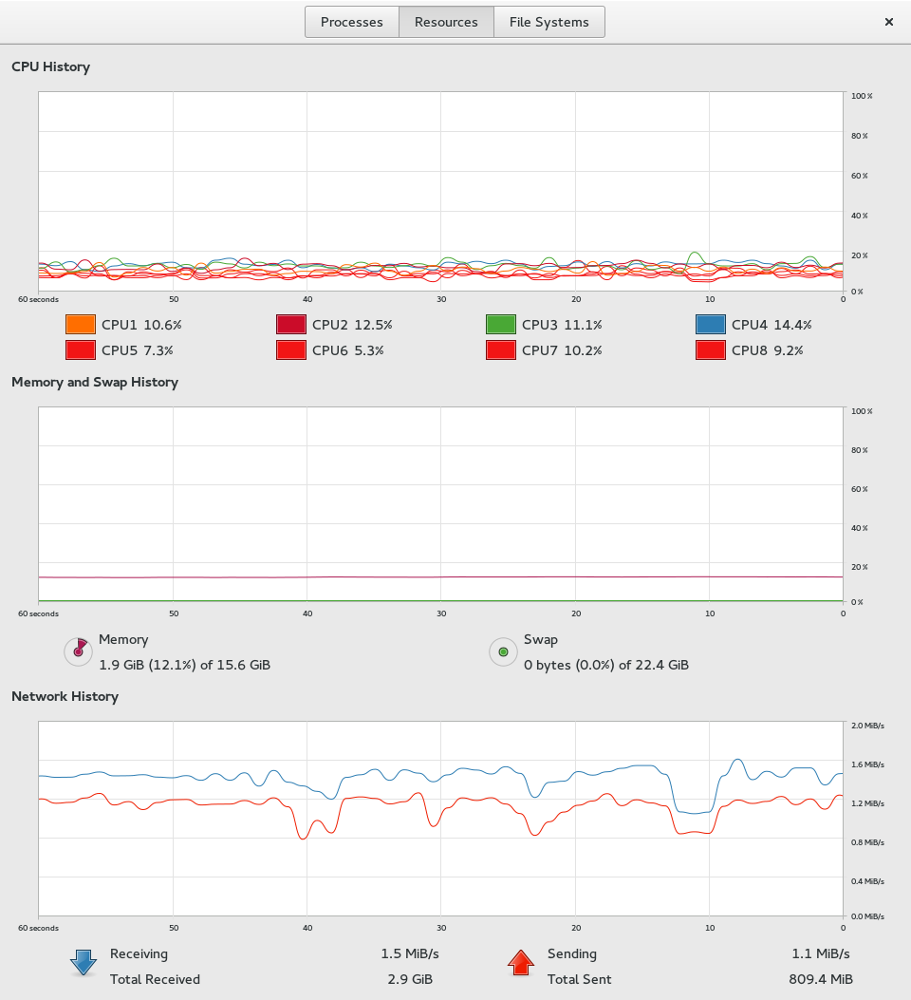 Processes Resources File Systems
CPU History
100 %
80 %
60 %
40 %
20 %
0 %
60 seconds 50 40 30 20 10 0
CPU1 10.6% CPU2 12.5% CPU3 11.1% CPU4 14.4%
CPU5 7.3% CPU6 5.3% CPU7 10.2% CPU8 9.2%
Memory and Swap History
100 %
80 %
60 %
40 %
20 %
0 %
60 seconds 50 40 30 20 10 0
Memory Swap
1.9 GiB (12.1%) of 15.6 GiB 0 bytes (0.0%) of 22.4 GiB
Network History
2.0 MiB/s
1.6 MiB/s
1.2 MiB/s
0.8 MiB/s
0.4 MiB/s
0.0 MiB/s
60 seconds 50 40 30 20 10 0
Receiving 1.5 MiB/s Sending 1.1 MiB/s
Total Received 2.9 GiB Total Sent 809.4 MiB